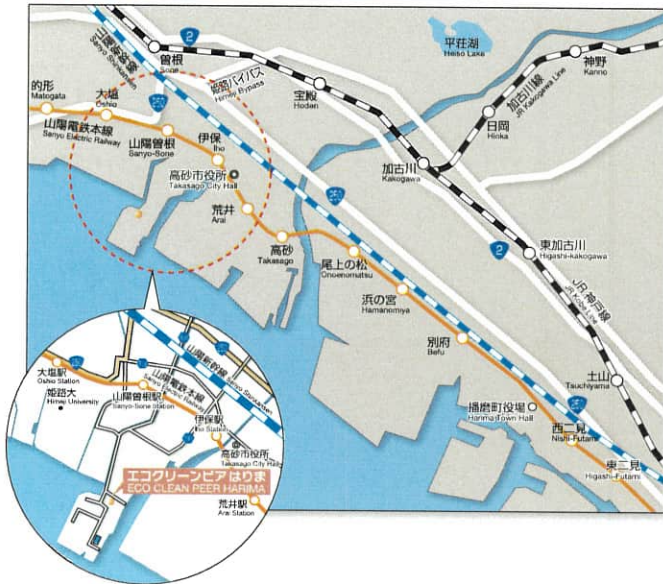 2
曽根
Sone
山陽新幹線
Sanyo Shinkansen
姫路バイパス
Himeji Bypass
250
平荘湖
Heiso Lake
神野
Kanno
加古川線
JR Kakogawa Line
宝殿
Hoden
日岡
Hioka
的形
Matogata
大塩
Oshio
山陽電鉄本線
Sanyo Electric Railway
山陽曽根
Sanyo-Sone
伊保
Iho
高砂市役所
Takasago City Hall
加古川
Kakogawa
250
荒井
Arai
高砂
Takasago
尾上の松
Onoenomatsu
2
東加古川
Higashi-kakogawa
浜の宮
Hamanomiya
JR神戸線
JR Kobe Line
別府
Befu
土山
Tsuchiyama
播磨町役場
Harima Town Hall
250
西二見
Nishi-Futami
東二見
Higashi-Futami
大塩駅
Oshio Station
姫路大
Himeji University
山陽電鉄本線
Sanyo Electric Railway
山陽新幹線 Sanyo Shinkansen
山陽曽根駅
Sanyo-Sone Station
伊保駅
Iho Station
高砂市役所
Takasago City Hall
エコクリーンピア はりま
ECO CLEAN PEER HARIMA
荒井駅
Arai Station